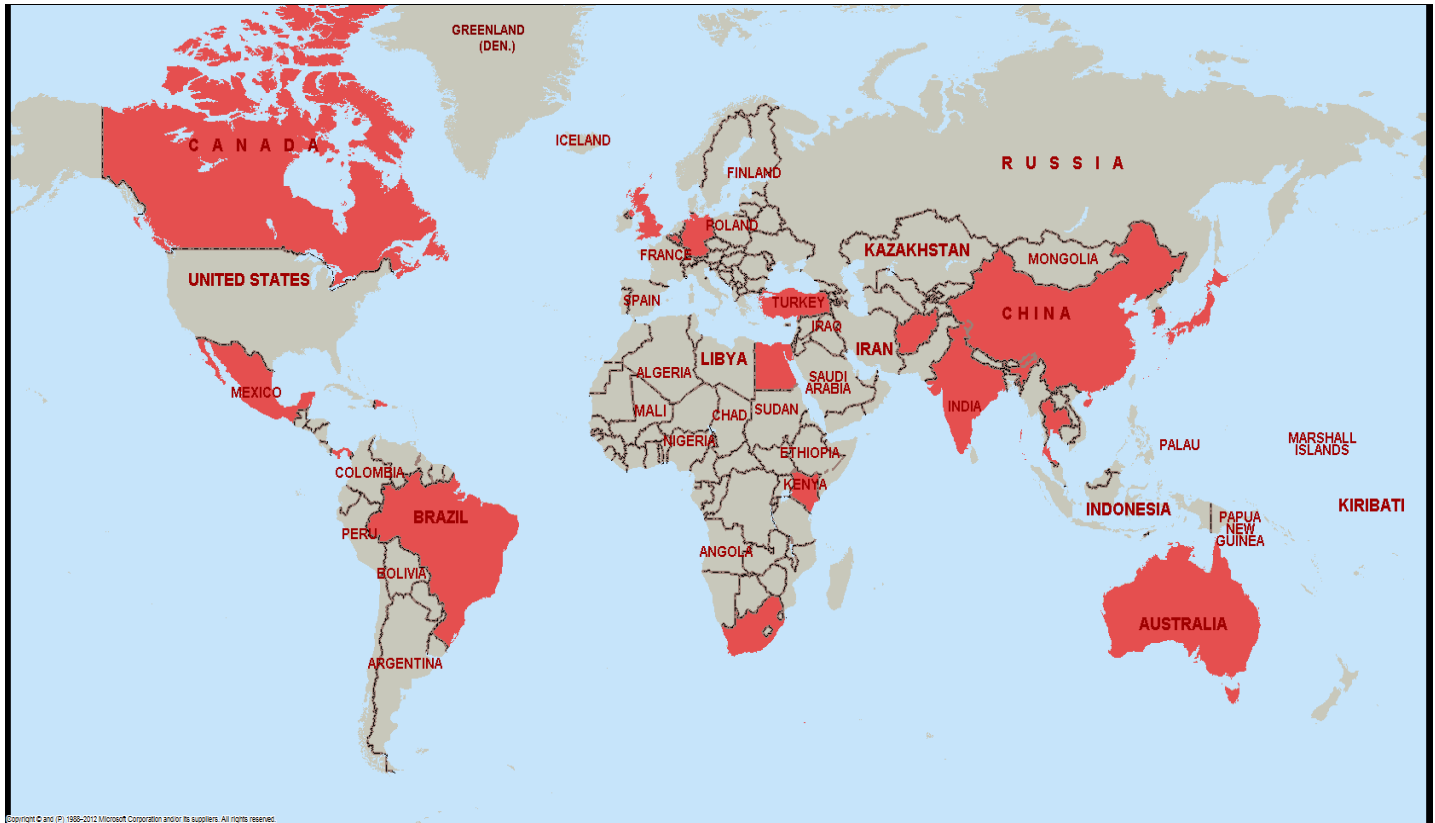 GREENLAND
(DEN.)
ICELAND
C A N A D A
R U S S I A
FINLAND
POLAND
FRANCE
KAZAKHSTAN
MONGOLIA
UNITED STATES
SPAIN
TURKEY
CHINA
IRAQ
IRAN
LIBYA
ALGERIA
SAUDI
ARABIA
MEXICO
INDIA
MALI
CHAD
SUDAN
NIGERIA
ETHIOPIA
PALAU
MARSHALL
ISLANDS
COLOMBIA
KENYA
BRAZIL
INDONESIA
KIRIBATI
PAPUA
NEW
GUINEA
PERU
ANGOLA
BOLIVIA
AUSTRALIA
ARGENTINA
Copyright © and (P) 1988–2012 Microsoft Corporation and/or its suppliers. All rights reserved.